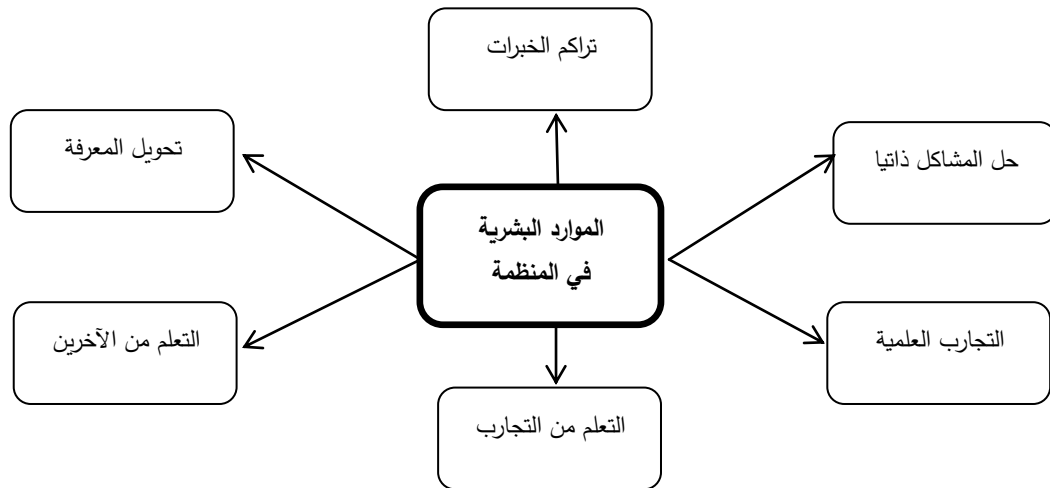 تراكم الخبرات
حل المشاكل ذاتيا
تحويل المعرفة
الموارد البشرية
في المنظمة
التجارب العلمية
التعلم من الآخرين
التعلم من التجارب